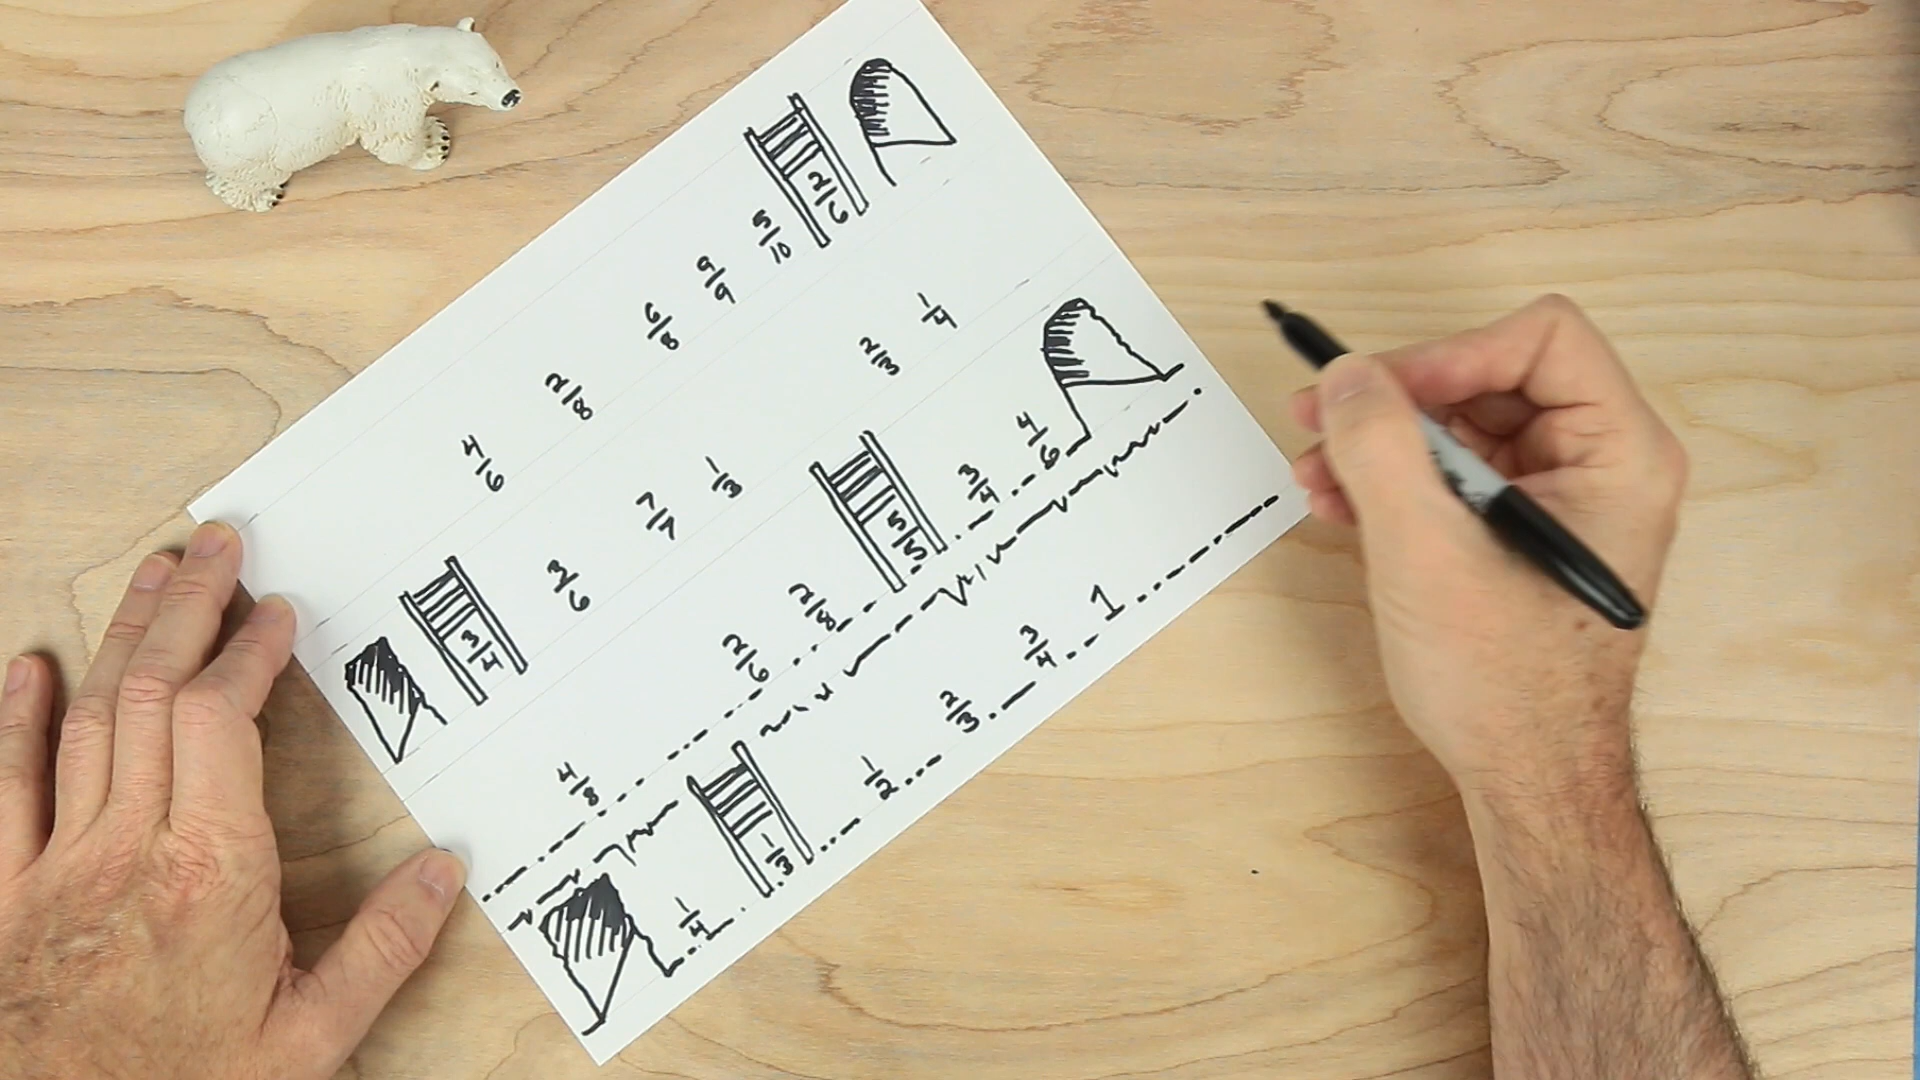 4/6 2/8 6/8 9/9 5/10 2/6
3/4 3/6 7/7 1/3 2/3 1/4
4/8 2/6 2/8 5/5 3/4 4/6
1/4 1/3 1/2 2/3 3/4 1